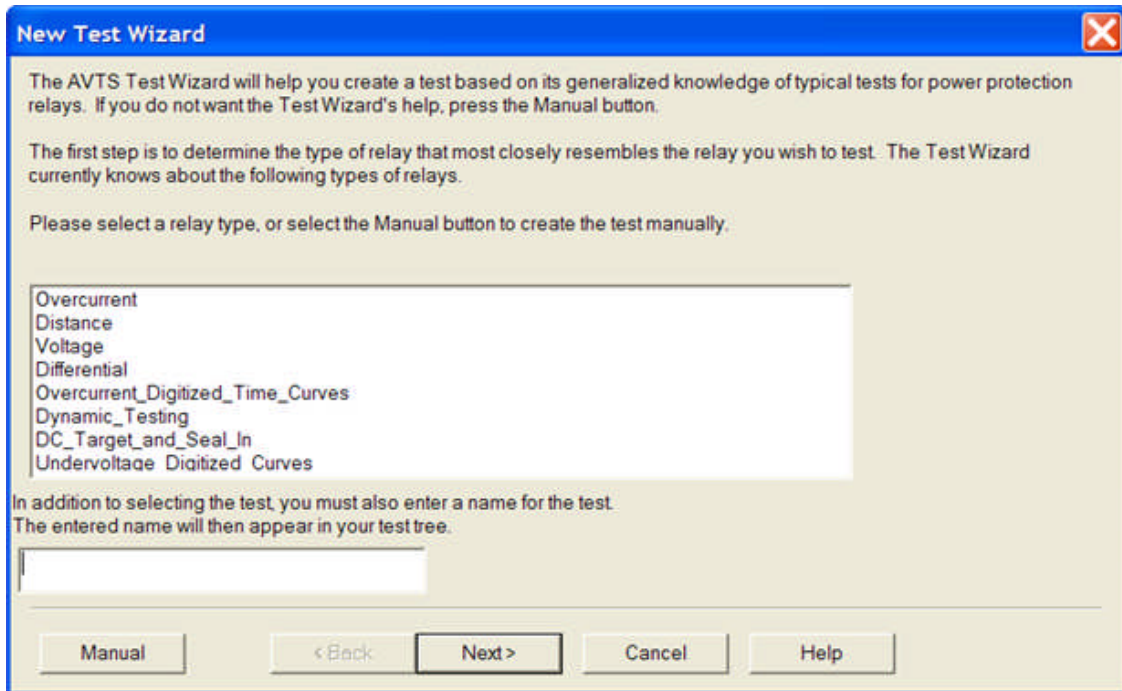 New Test Wizard
The AVTS Test Wizard will help you create a test based on its generalized knowledge of typical tests for power protection
relays. If you do not want the Test Wizard's help, press the Manual button.
The first step is to determine the type of relay that most closely resembles the relay you wish to test. The Test Wizard
currently knows about the following types of relays.
Please select a relay type, or select the Manual button to create the test manually.
Overcurrent
Distance
Voltage
Differential
Overcurrent_Digitized_Time_Curves
Dynamic_Testing
DC_Target_and_Seal_In
Undervoltage_Digitized_Curves
In addition to selecting the test, you must also enter a name for the test.
The entered name will then appear in your test tree.
Manual < Back Next > Cancel Help